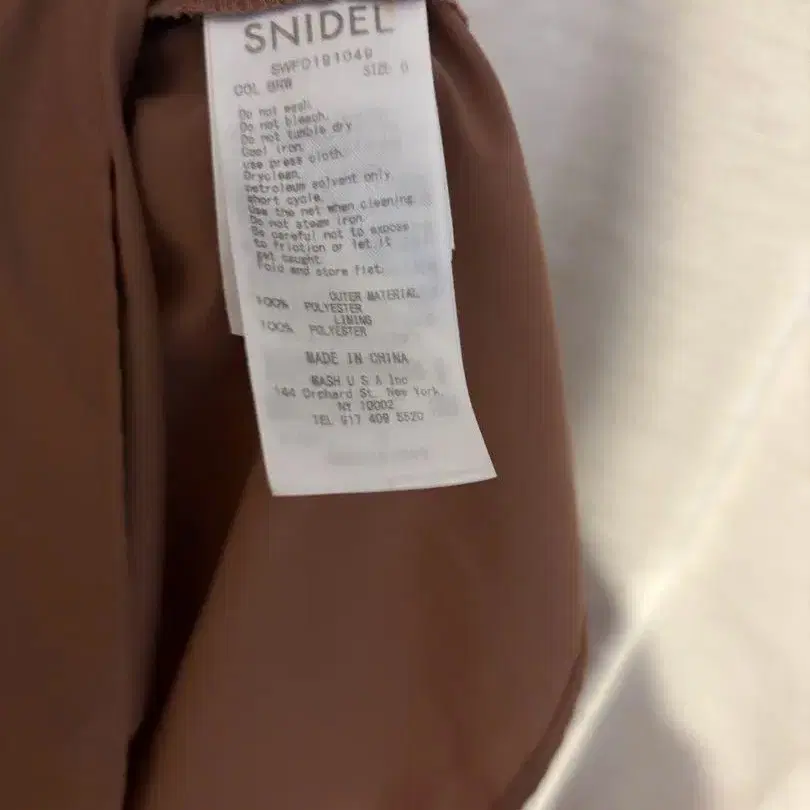 SNIDEL
SWFO191049
COL BRW SIZE 0
Do not wash.
Do not bleach.
Do not tumble dry
Cool iron.
use press cloth.
Dryclean.
petroleum solvent only.
short cycle.
Use the net when cleaning.
Do not steam iron.
Be careful not to expose
to friction or let it
get caught.
Fold and store flat.
OUTER MATERIAL
100% POLYESTER
LINING
100% POLYESTER
MADE IN CHINA
MASH U S A Inc
144 Orchard St. New York,
NY 10002
TEL 917 409 5520